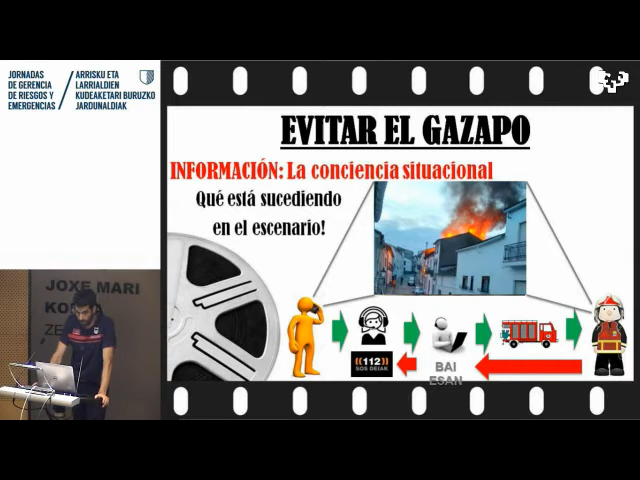 JORNADAS
DE GERENCIA
DE RIESGOS Y
EMERGENCIAS
ARRISKU ETA
LARRIALDIEN
KUDEAKETARI BURUZKO
JARDUNALDIAK
EVITAR EL GAZAPO
INFORMACIÓN: La conciencia situacional
Qué está sucediendo
en el escenario!
((112))
SOS DEIAK
BAI
ESAN
JOXE MARI